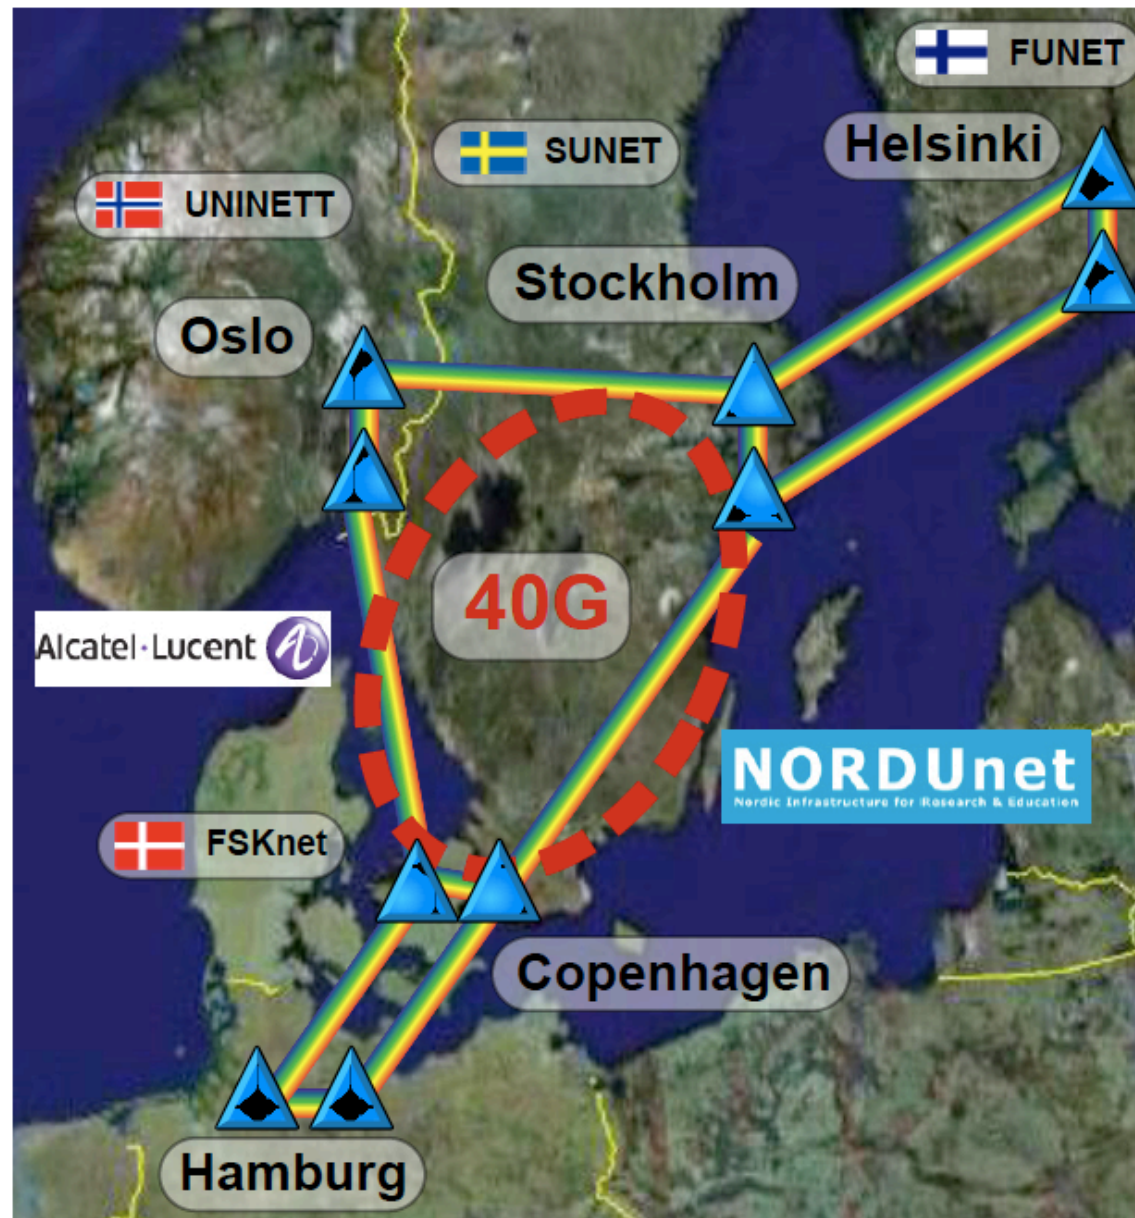 FUNET
SUNET
Helsinki
UNINETT
Stockholm
Oslo
40G
Alcatel·Lucent
NORDUnet
Nordic Infrastructure for Research & Education
FSKnet
Copenhagen
Hamburg